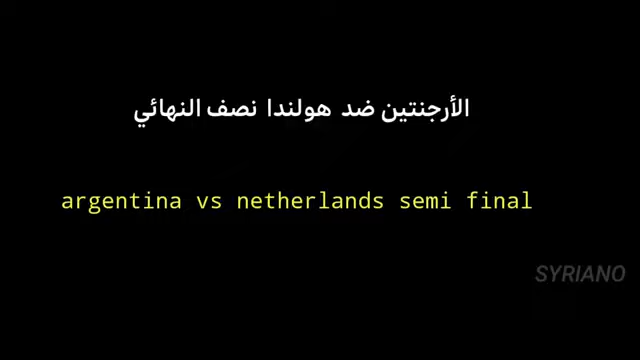 الأرجنتين ضد هولندا نصف النهائي
argentina vs netherlands semi final
SYRIANO